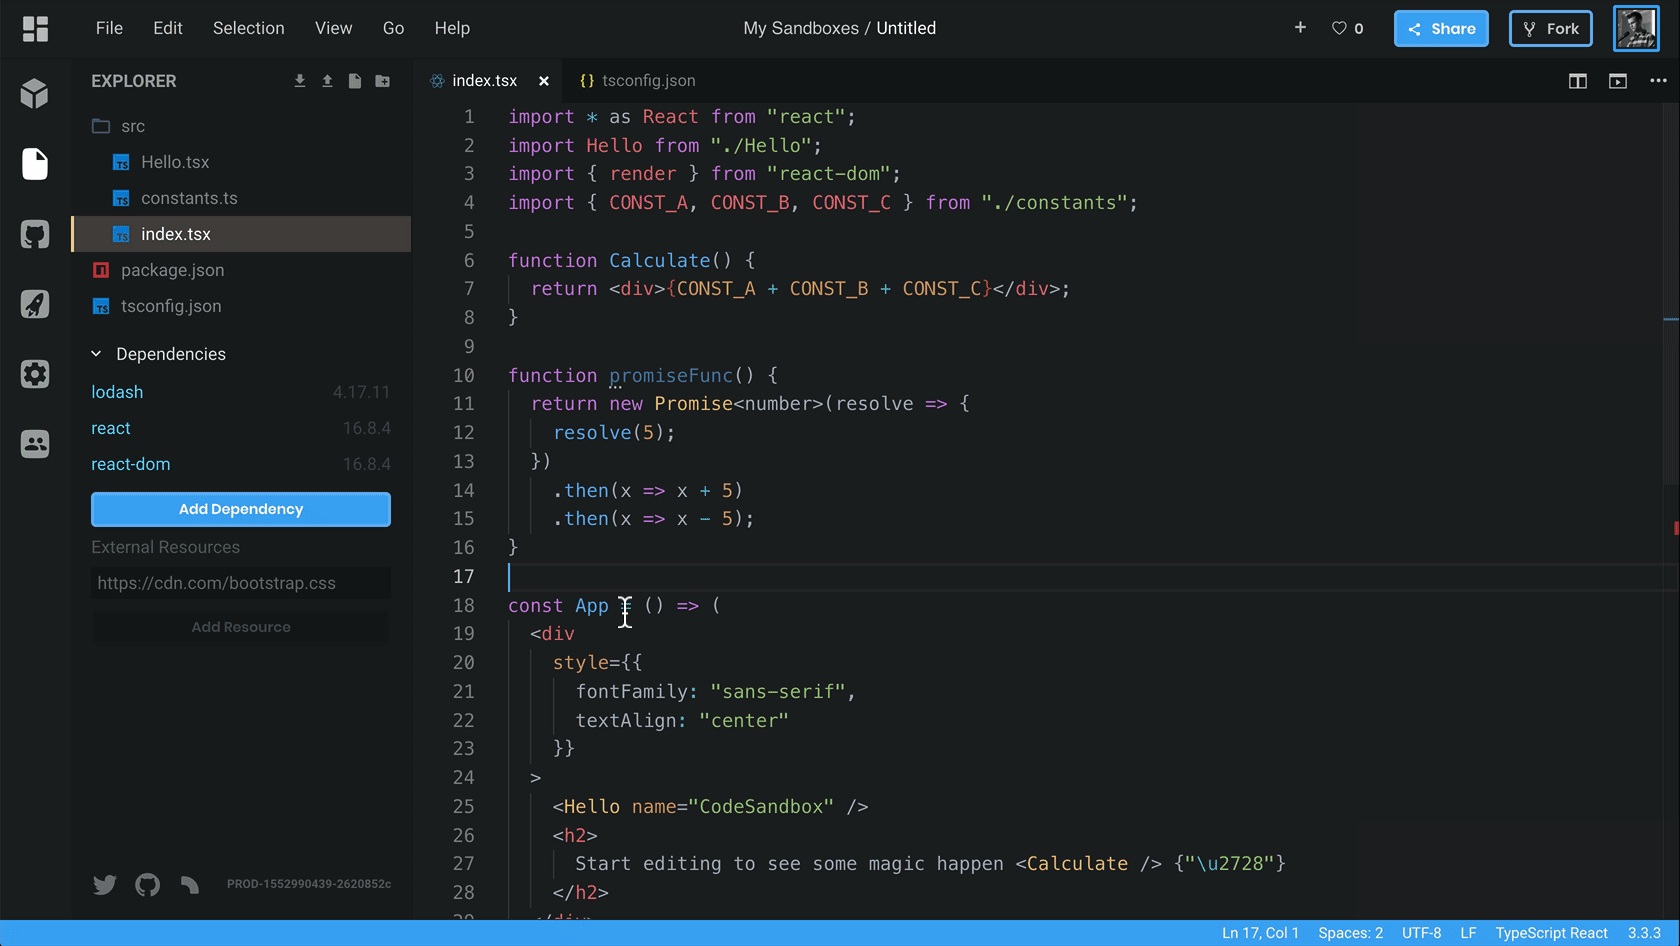 File Edit Selection View Go Help
My Sandboxes / Untitled
+ 0 Share Fork
EXPLORER
src
Hello.tsx
constants.ts
index.tsx
package.json
tsconfig.json
Dependencies
lodash 4.17.11
react 16.8.4
react-dom 16.8.4
Add Dependency
External Resources
https://cdn.com/bootstrap.css
Add Resource
PROD-1552990439-2620852c
index.tsx × {} tsconfig.json
1 import * as React from "react";
2 import Hello from "./Hello";
3 import { render } from "react-dom";
4 import { CONST_A, CONST_B, CONST_C } from "./constants";
5
6 function Calculate() {
7 return <div>{CONST_A + CONST_B + CONST_C}</div>;
8 }
9
10 function promiseFunc() {
11 return new Promise<number>(resolve => {
12 resolve(5);
13 })
14 .then(x => x + 5)
15 .then(x => x - 5);
16 }
17
18 const App = () => (
19 <div
20 style={{
21 fontFamily: "sans-serif",
22 textAlign: "center"
23 }}
24 >
25 <Hello name="CodeSandbox" />
26 <h2>
27 Start editing to see some magic happen <Calculate /> {"\u2728"}
28 </h2>
29 </div>
Ln 17, Col 1 Spaces: 2 UTF-8 LF TypeScript React 3.3.3